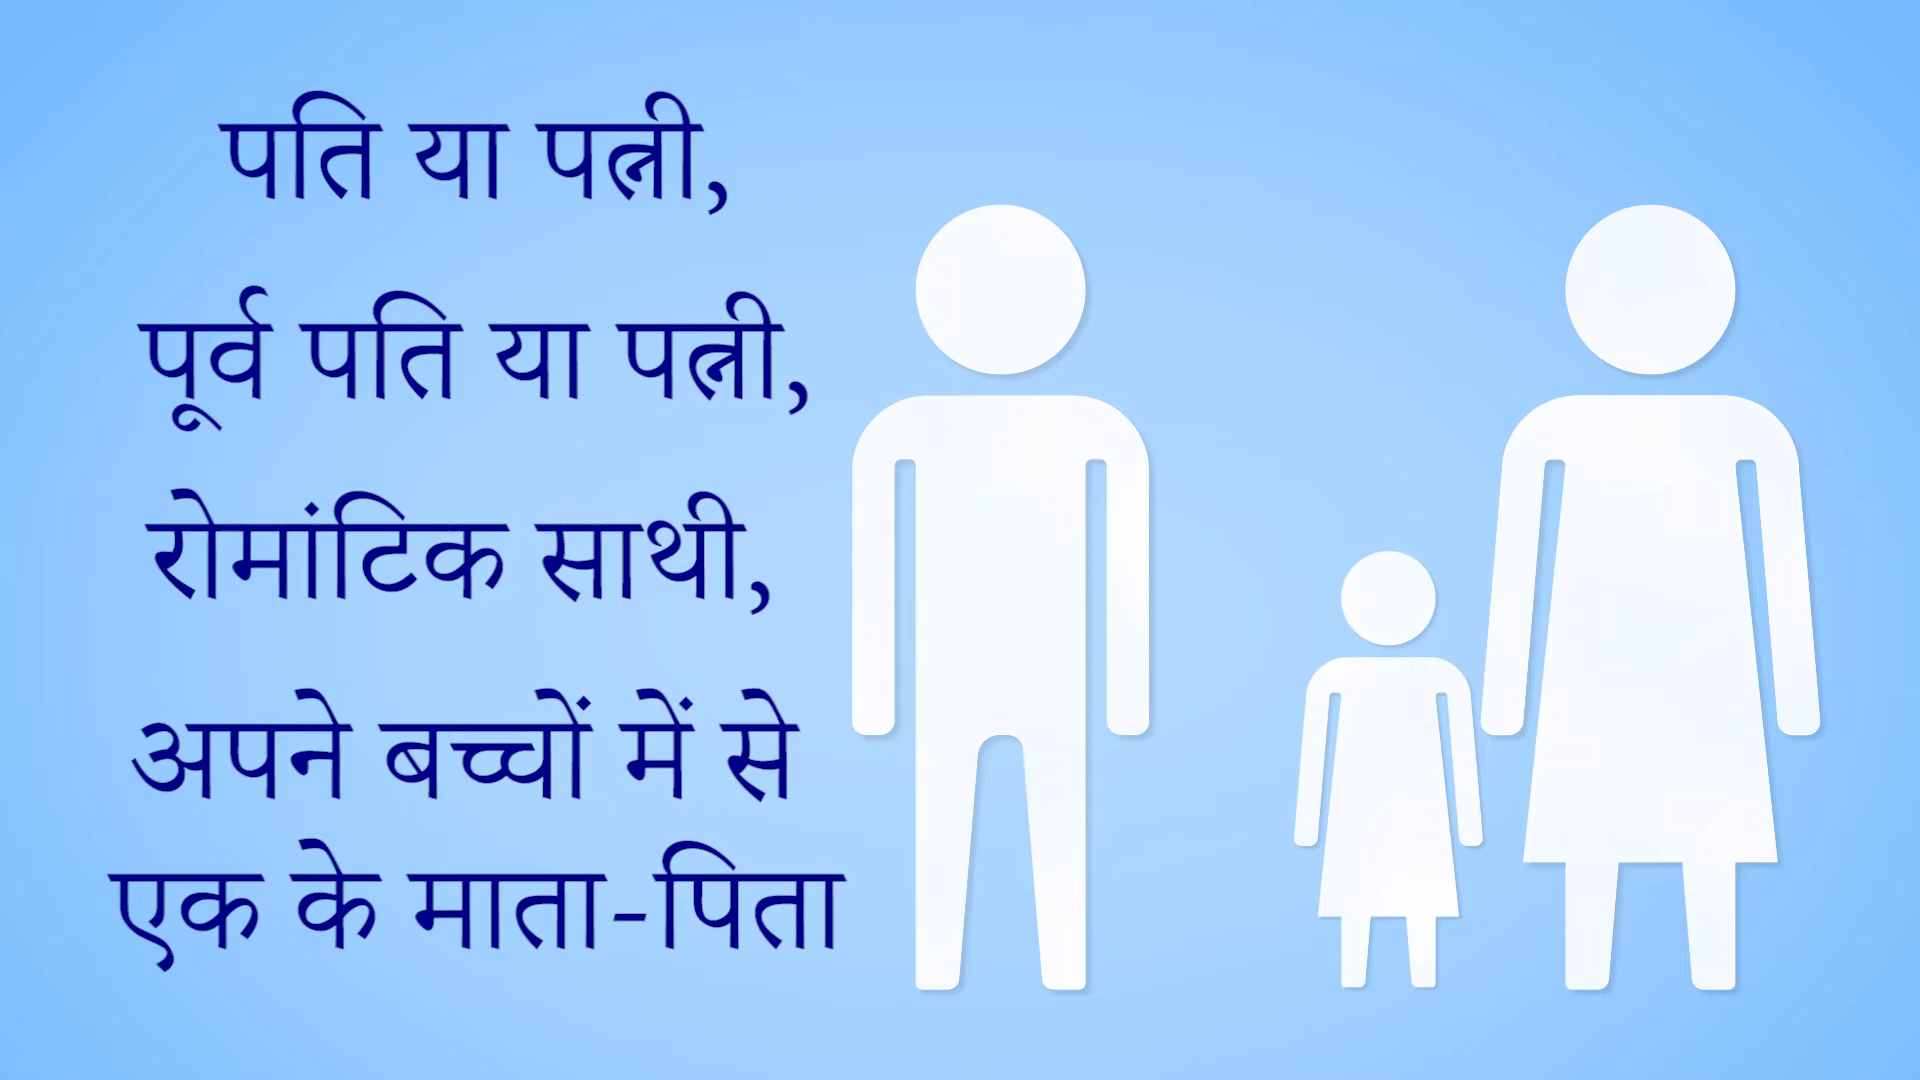 पति या पत्नी,
पूर्व पति या पत्नी,
रोमांटिक साथी,
अपने बच्चों में से
एक के माता-पिता